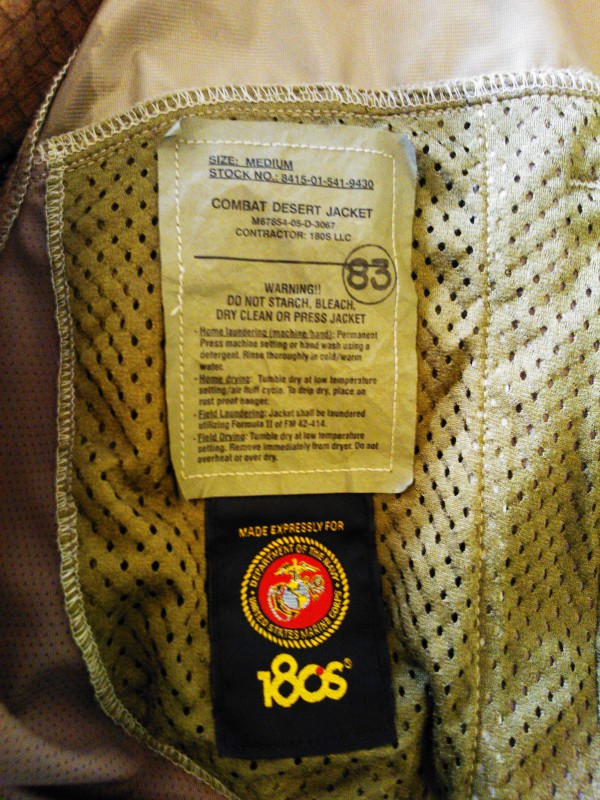 SIZE: MEDIUM
STOCK NO.: 8415-01-541-9430
COMBAT DESERT JACKET
M67854-05-D-3067
CONTRACTOR: 180S LLC
83
WARNING!!
DO NOT STARCH, BLEACH,
DRY CLEAN OR PRESS JACKET
- Home laundering (machine/hand): Permanent
Press machine setting or hand wash using a
detergent. Rinse thoroughly in cold/warm
water.
- Home drying: Tumble dry at low temperature
setting/air fluff cycle. To drip dry, place on
rust proof hanger.
- Field Laundering: Jacket shall be laundered
utilizing Formula II of FM 42-414.
- Field Drying: Tumble dry at low temperature
setting. Remove immediately from dryer. Do not
overheat or over dry.
MADE EXPRESSLY FOR
DEPARTMENT OF THE NAVY
UNITED STATES MARINE CORPS
180s